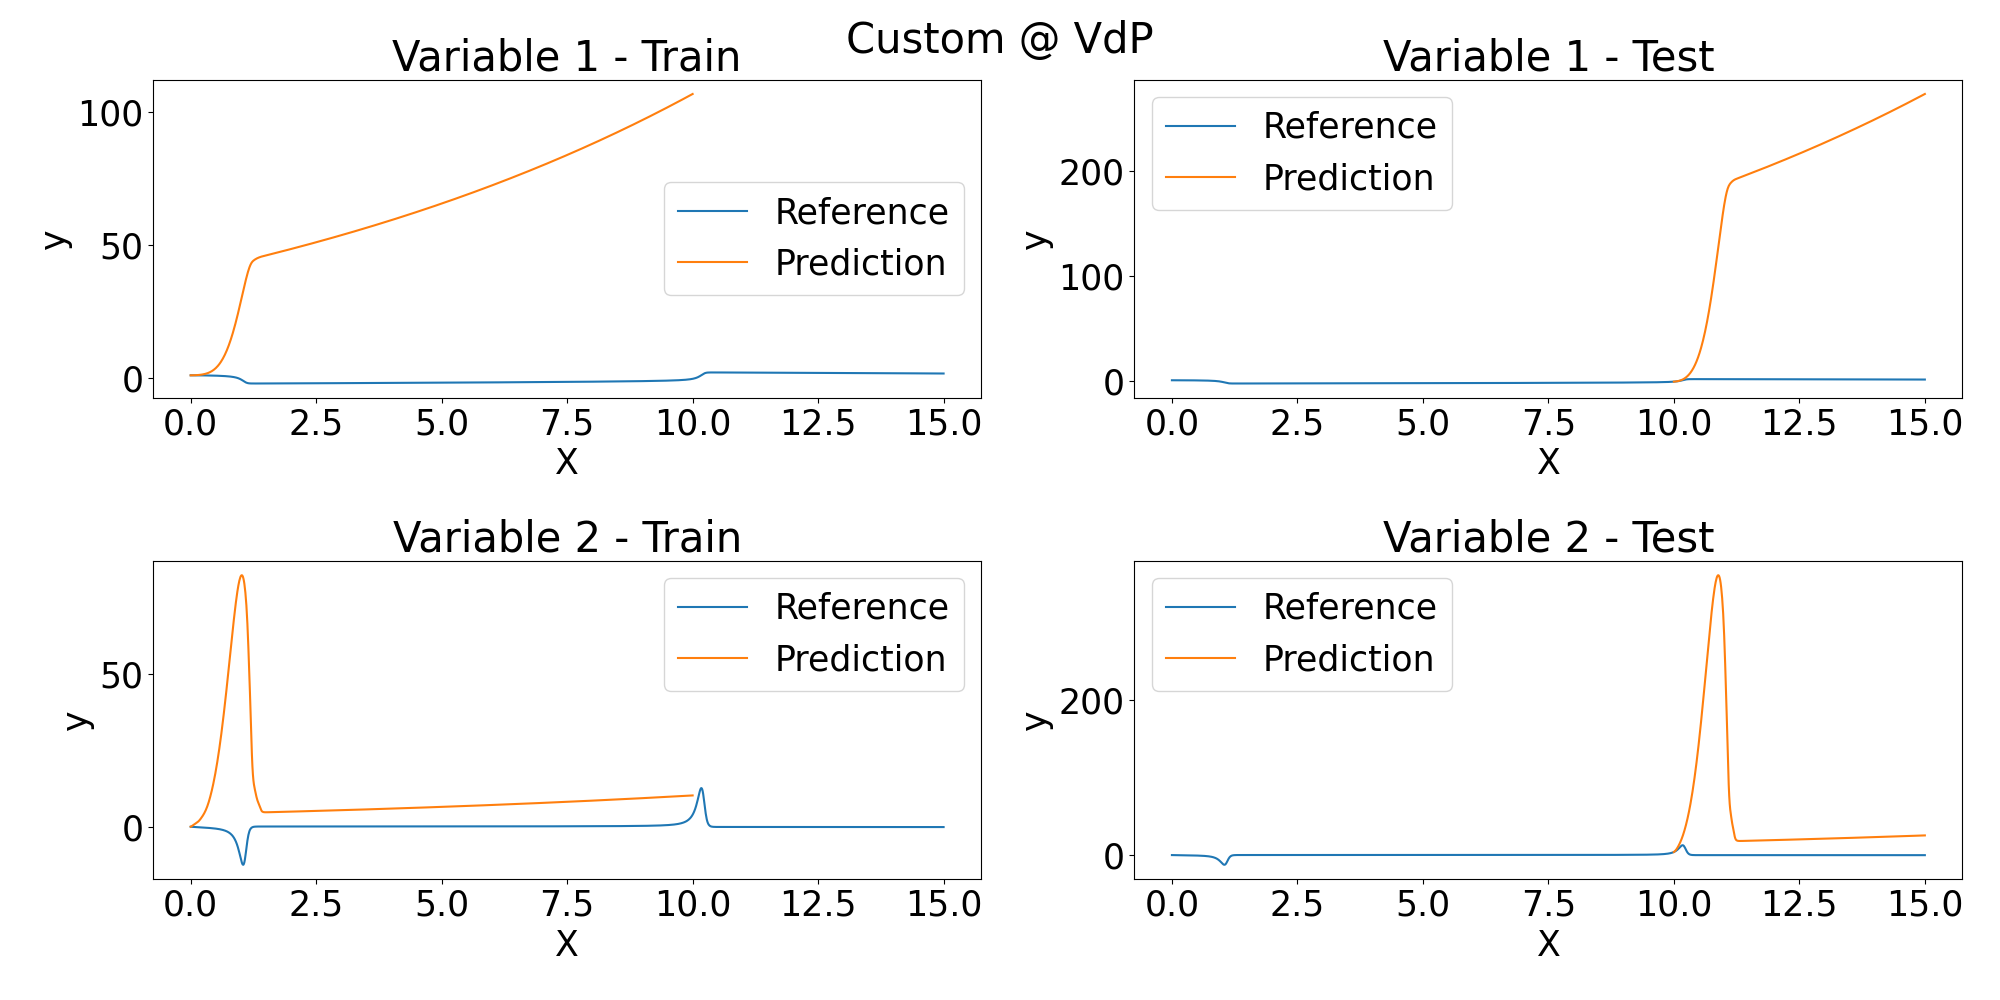 Custom @ VdP
Variable 1 - Train
100
50
0
y
0.0 2.5 5.0 7.5 10.0 12.5 15.0
X
Reference
Prediction
Variable 1 - Test
200
100
0
y
0.0 2.5 5.0 7.5 10.0 12.5 15.0
X
Reference
Prediction
Variable 2 - Train
50
0
y
0.0 2.5 5.0 7.5 10.0 12.5 15.0
X
Reference
Prediction
Variable 2 - Test
200
0
y
0.0 2.5 5.0 7.5 10.0 12.5 15.0
X
Reference
Prediction